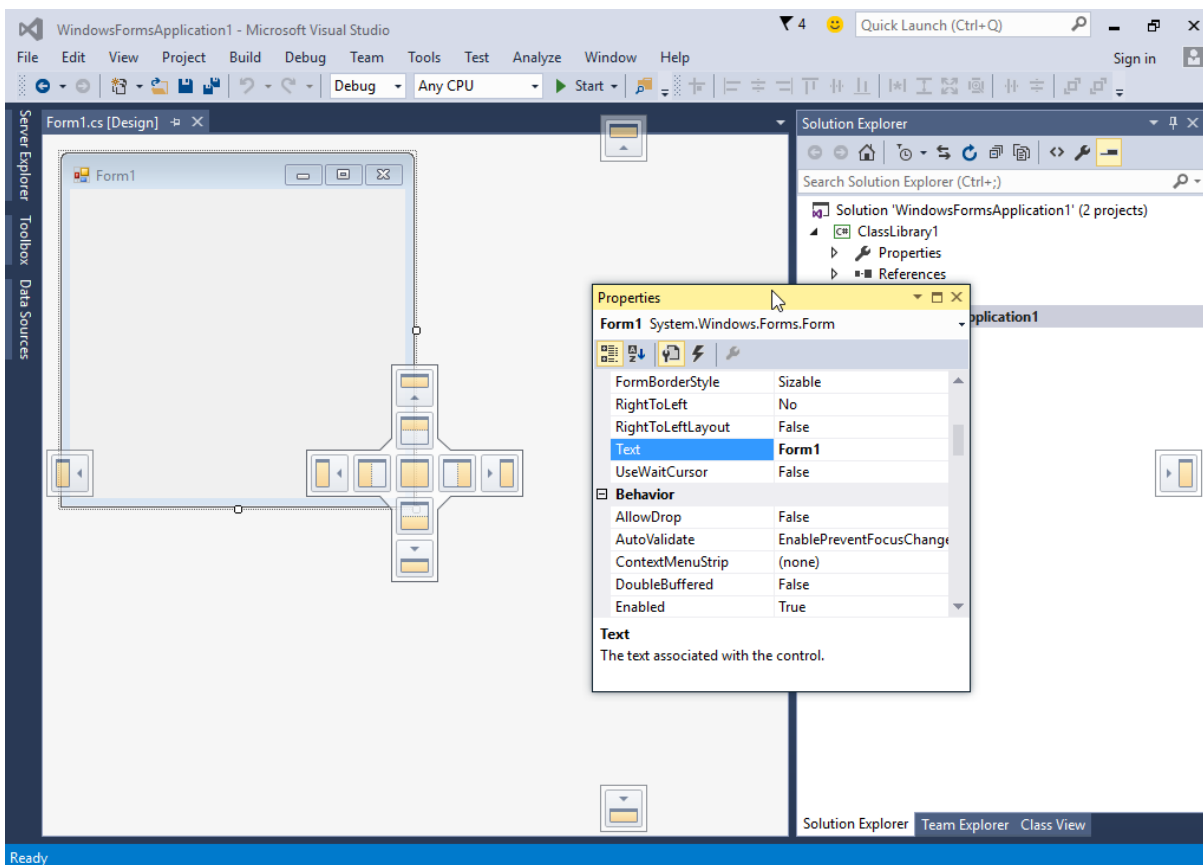 WindowsFormsApplication1 - Microsoft Visual Studio
4
Quick Launch (Ctrl+Q)
File Edit View Project Build Debug Team Tools Test Analyze Window Help
Sign in
Debug
Any CPU
Start
Server Explorer
Toolbox
Data Sources
Form1.cs [Design]
Form1
Solution Explorer
Search Solution Explorer (Ctrl+;)
Solution 'WindowsFormsApplication1' (2 projects)
C# ClassLibrary1
Properties
References
plication1
Properties
Form1 System.Windows.Forms.Form
FormBorderStyle Sizable
RightToLeft No
RightToLeftLayout False
Text Form1
UseWaitCursor False
Behavior
AllowDrop False
AutoValidate EnablePreventFocusChange
ContextMenuStrip (none)
DoubleBuffered False
Enabled True
Text
The text associated with the control.
Solution Explorer Team Explorer Class View
Ready